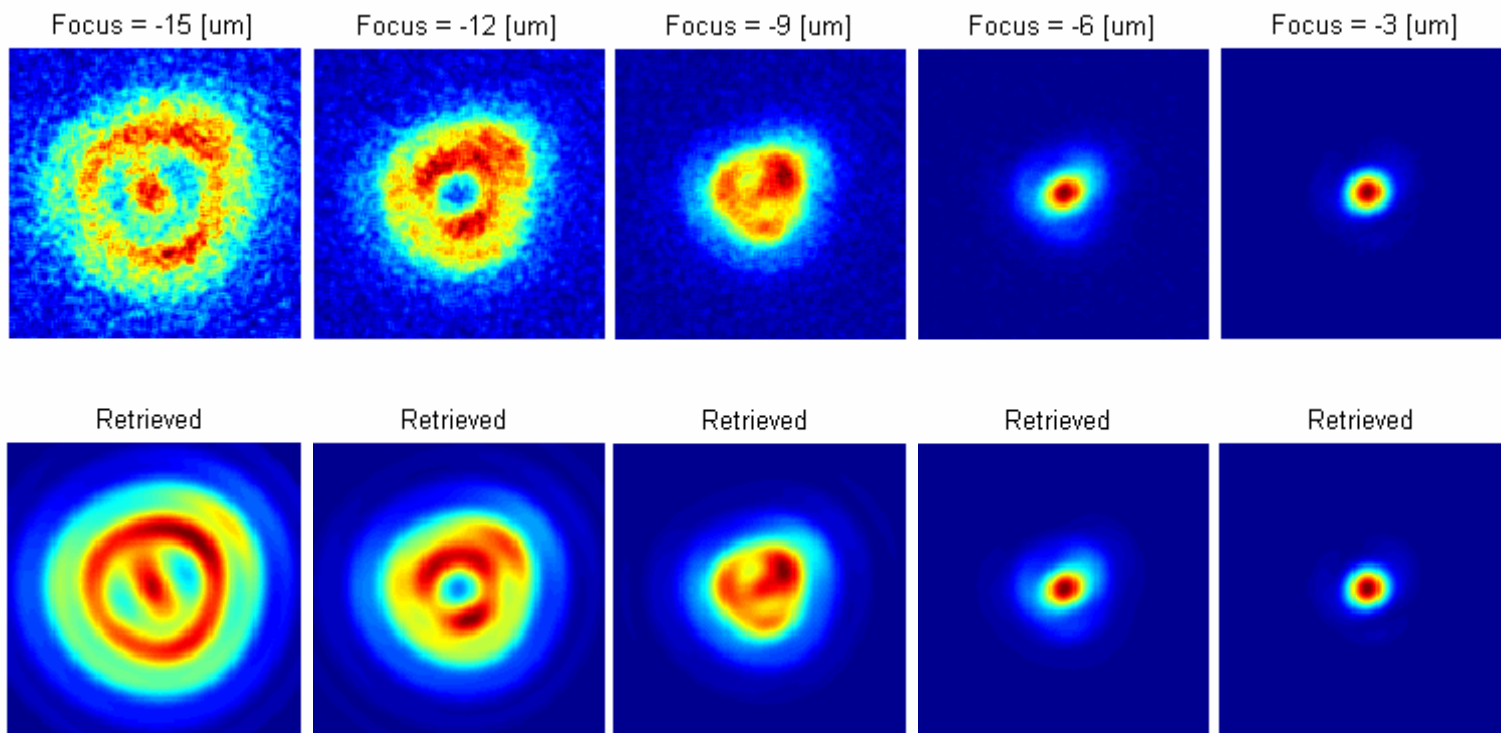 Focus = -15 [um] Focus = -12 [um] Focus = -9 [um] Focus = -6 [um] Focus = -3 [um]
Retrieved Retrieved Retrieved Retrieved Retrieved